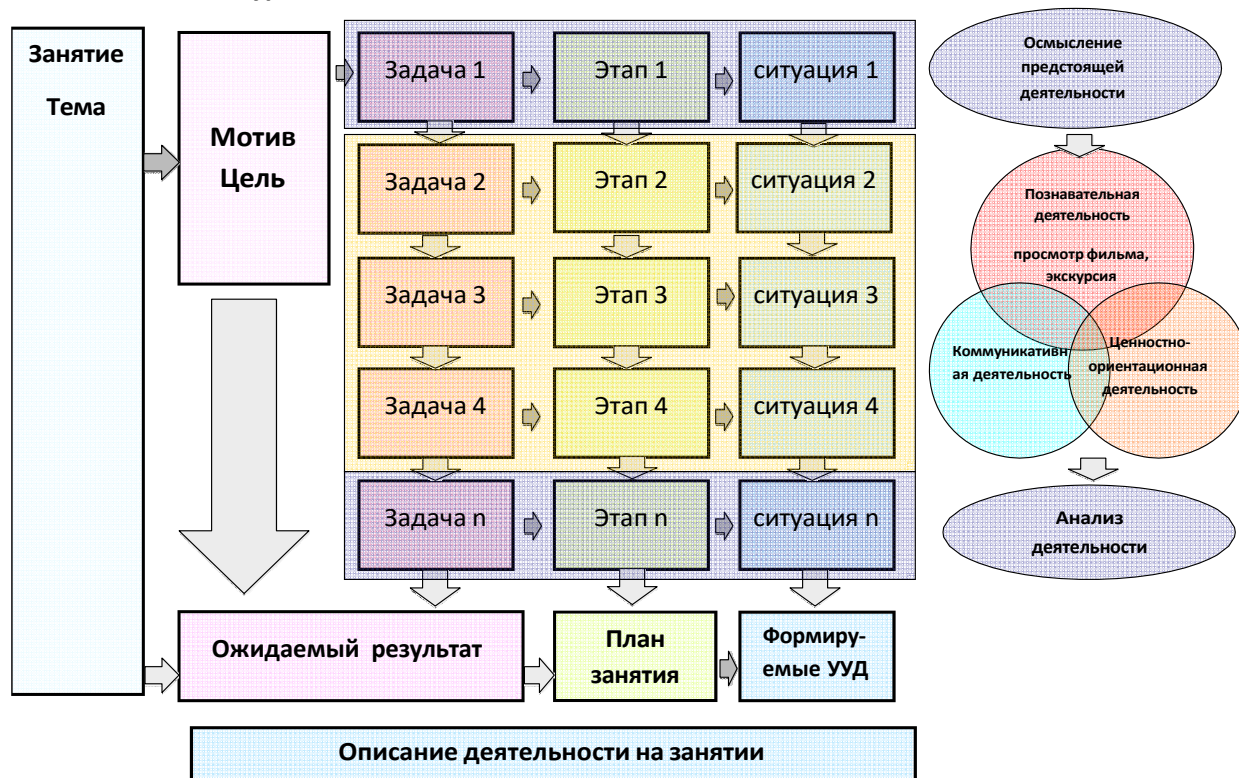 Занятие
Тема
Мотив
Цель
Задача 1
Этап 1
ситуация 1
Задача 2
Этап 2
ситуация 2
Задача 3
Этап 3
ситуация 3
Задача 4
Этап 4
ситуация 4
Задача n
Этап n
ситуация n
Ожидаемый результат
План
занятия
Формиру-
емые УУД
Описание деятельности на занятии
Осмысление
предстоящей
деятельности
Познавательная
деятельность
просмотр фильма,
экскурсия
Коммуникативн
ая деятельность
Ценностно-
ориентационная
деятельность
Анализ
деятельности